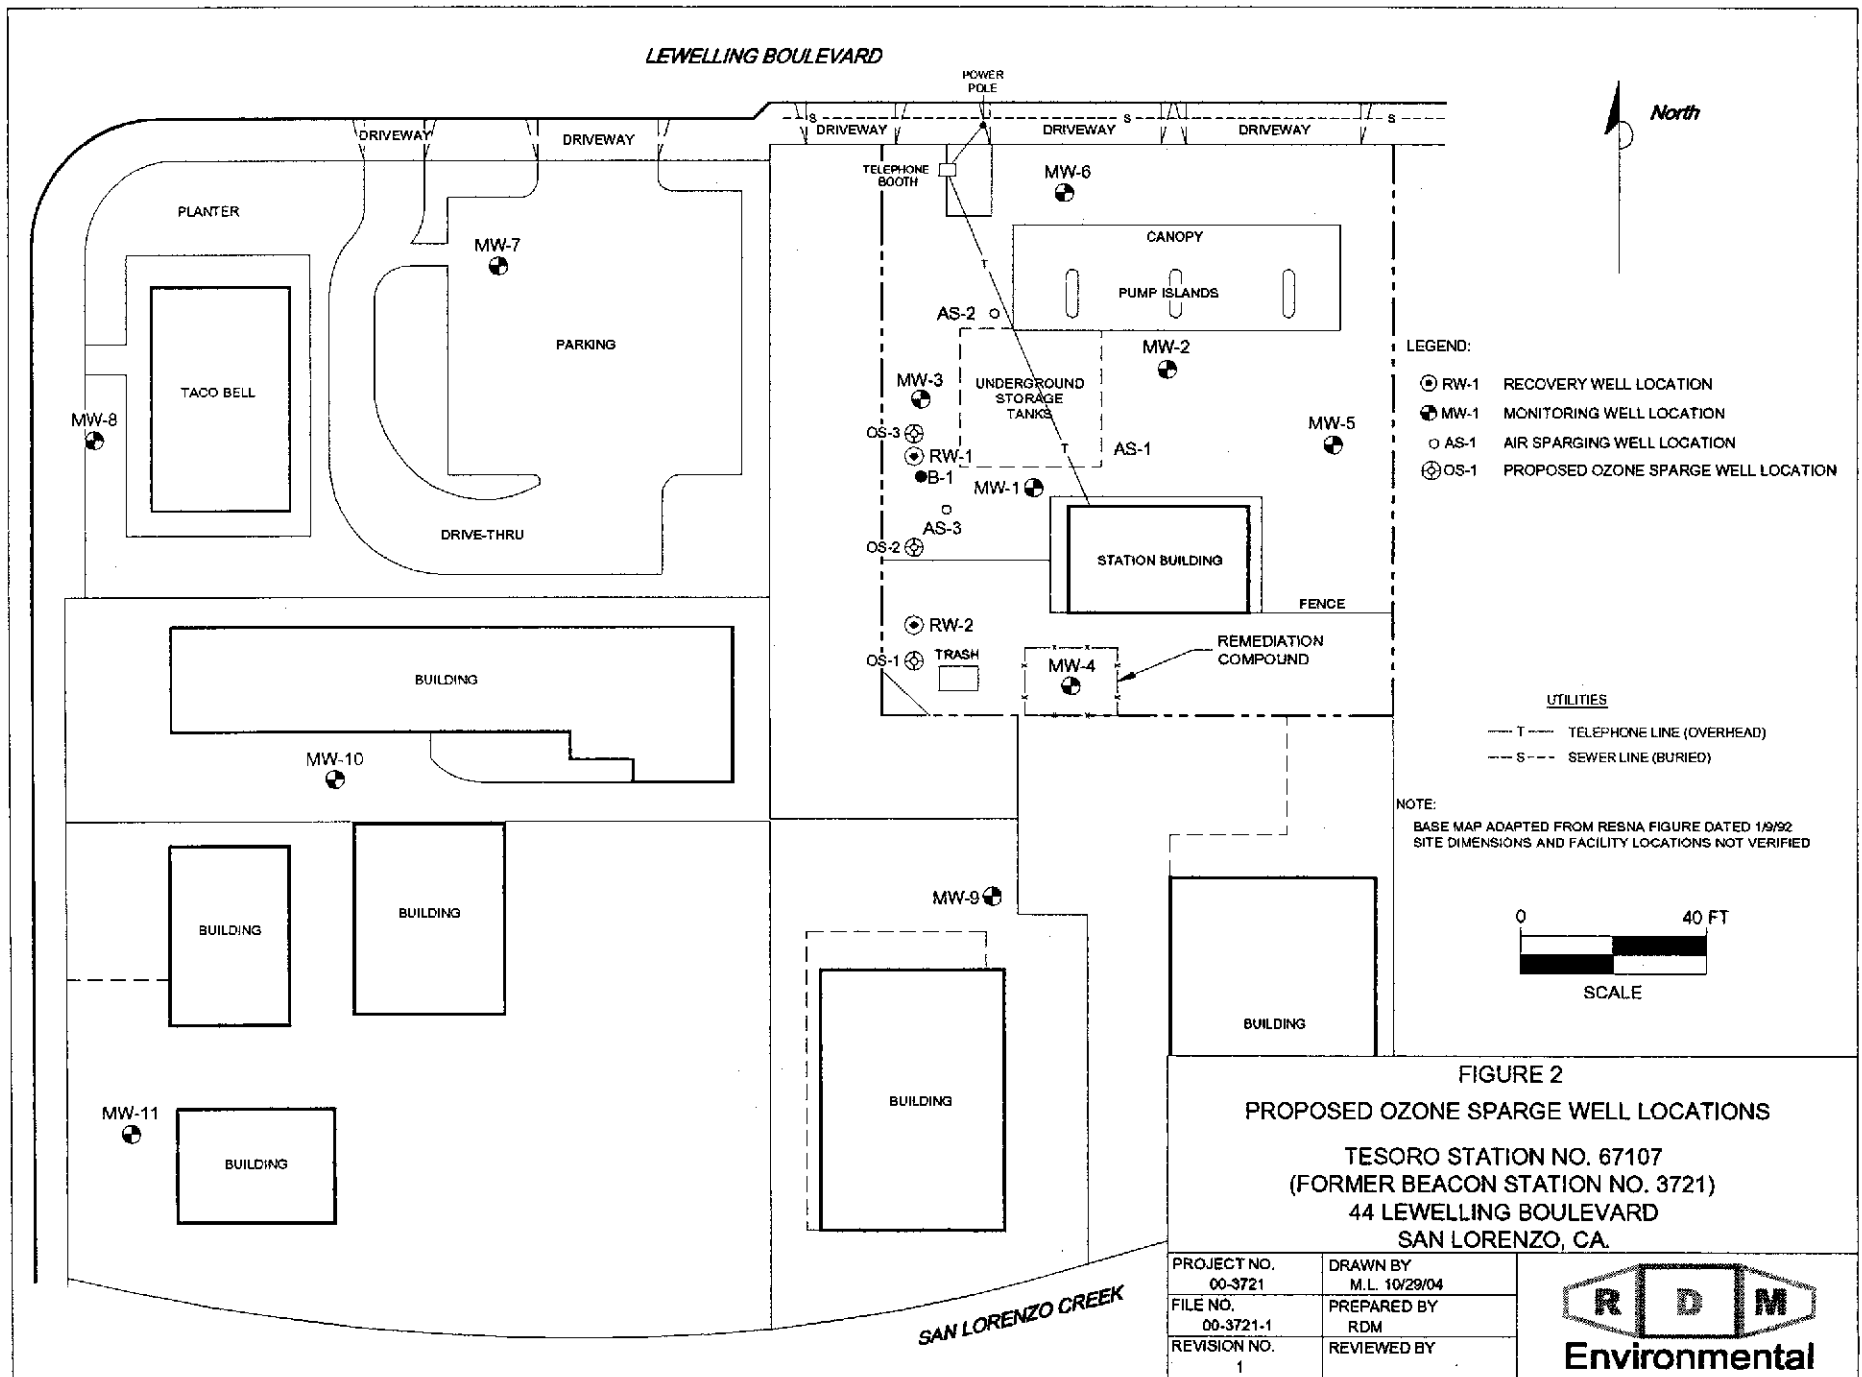 LEWELLING BOULEVARD
POWER
POLE
North
S
S
S
DRIVEWAY
DRIVEWAY
DRIVEWAY
DRIVEWAY
DRIVEWAY
TELEPHONE
BOOTH
MW-6
PLANTER
MW-7
CANOPY
T
PUMP ISLANDS
AS-2
PARKING
MW-2
LEGEND:
TACO BELL
MW-3
UNDERGROUND
STORAGE
TANKS
RW-1 RECOVERY WELL LOCATION
MW-8
MW-1 MONITORING WELL LOCATION
MW-5
OS-3
T
AS-1
AS-1 AIR SPARGING WELL LOCATION
RW-1
B-1
OS-1 PROPOSED OZONE SPARGE WELL LOCATION
MW-1
AS-3
DRIVE-THRU
OS-2
STATION BUILDING
FENCE
RW-2
REMEDIATION
COMPOUND
OS-1
TRASH
MW-4
BUILDING
UTILITIES
T TELEPHONE LINE (OVERHEAD)
S SEWER LINE (BURIED)
MW-10
NOTE:
BASE MAP ADAPTED FROM RESNA FIGURE DATED 1/9/92
SITE DIMENSIONS AND FACILITY LOCATIONS NOT VERIFIED
MW-9
BUILDING
BUILDING
0 40 FT
SCALE
BUILDING
BUILDING
MW-11
BUILDING
FIGURE 2
PROPOSED OZONE SPARGE WELL LOCATIONS
TESORO STATION NO. 67107
(FORMER BEACON STATION NO. 3721)
44 LEWELLING BOULEVARD
SAN LORENZO, CA.
SAN LORENZO CREEK
PROJECT NO.
00-3721
DRAWN BY
M.L. 10/29/04
FILE NO.
00-3721-1
PREPARED BY
RDM
REVISION NO.
1
REVIEWED BY
R D M
Environmental